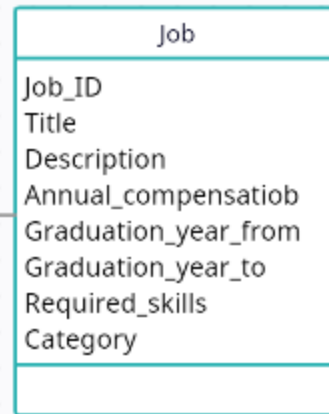 Job
Job_ID
Title
Description
Annual_compensatiob
Graduation_year_from
Graduation_year_to
Required_skills
Category